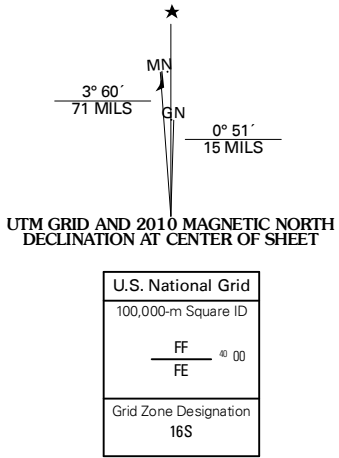 ★
MN
3° 60´
71 MILS
GN
0° 51´
15 MILS
UTM GRID AND 2010 MAGNETIC NORTH
DECLINATION AT CENTER OF SHEET
U.S. National Grid
100,000-m Square ID
FF
40 00
FE
Grid Zone Designation
16S